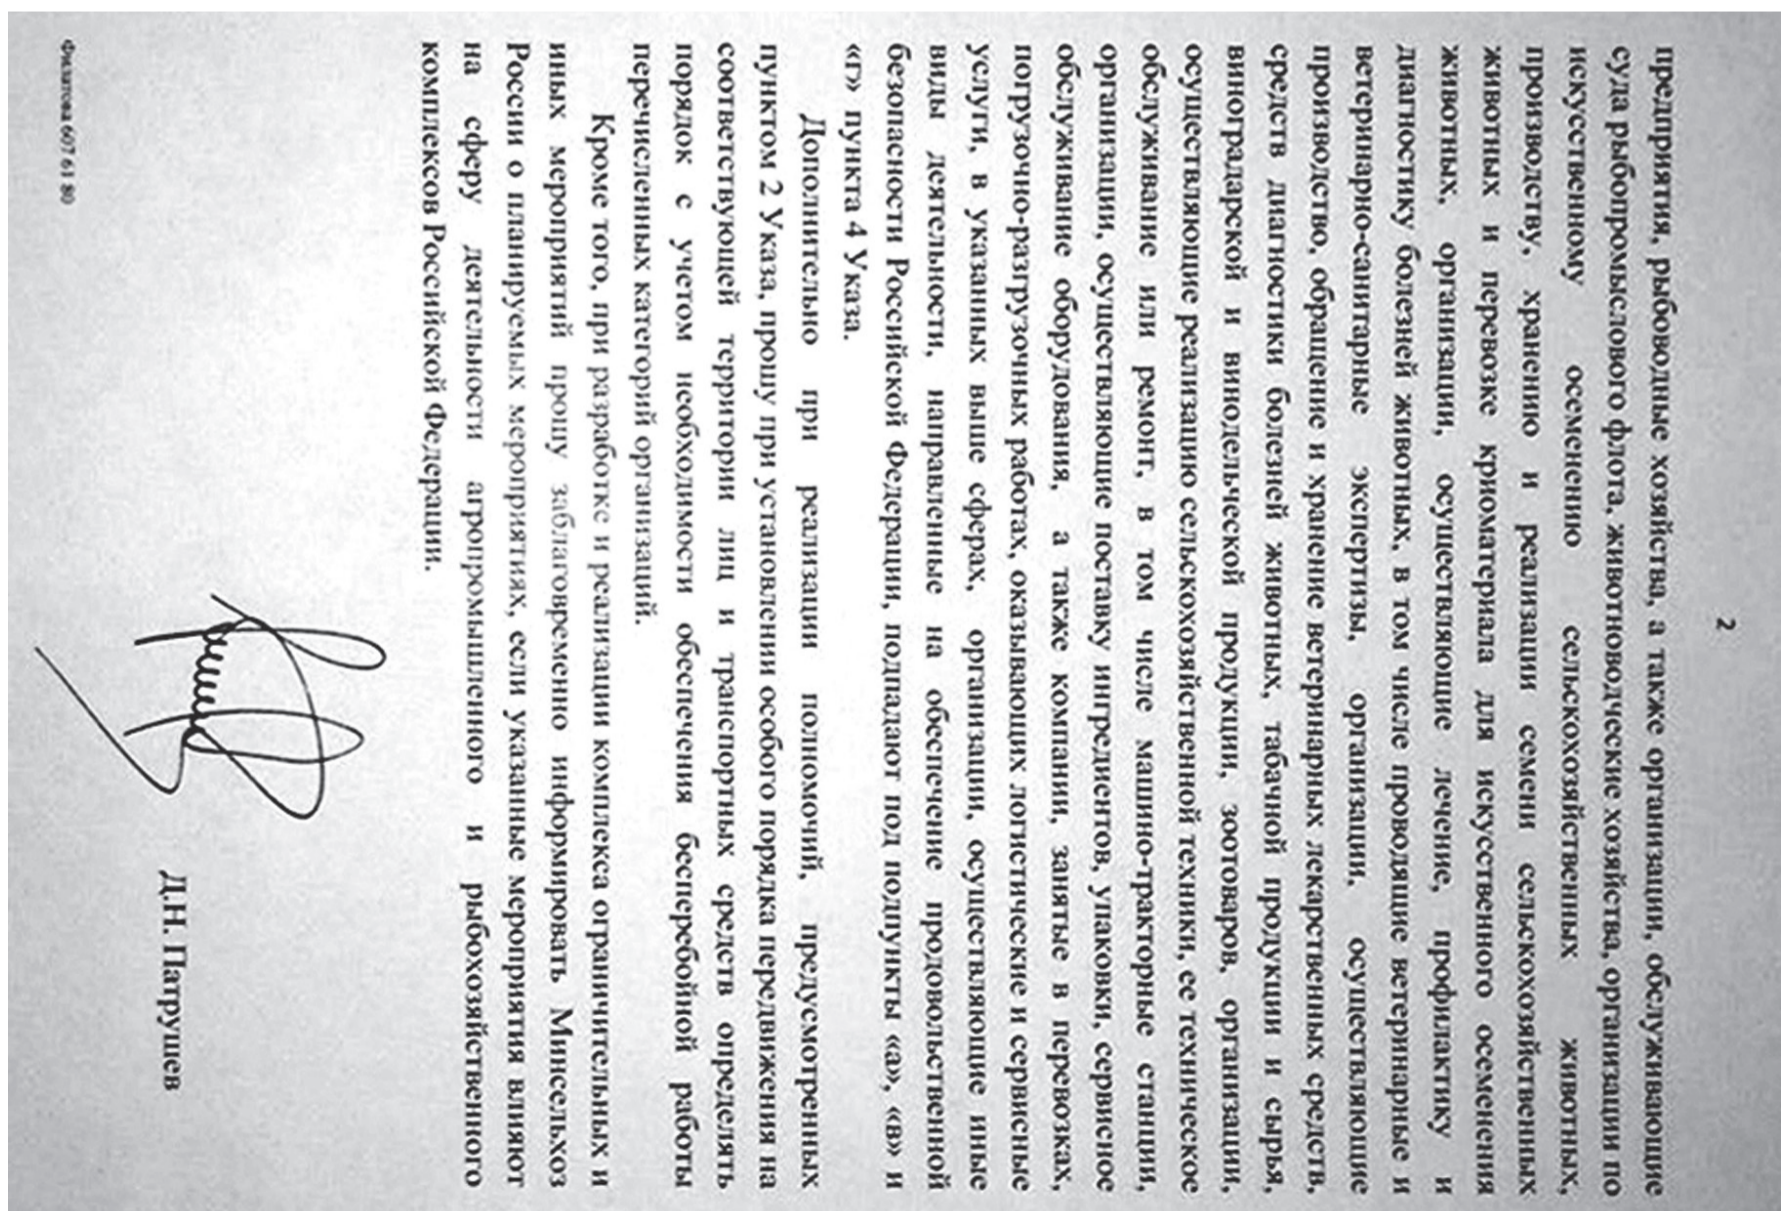 2
предприятия, рыбоводные хозяйства, а также организации, обслуживающие
суда рыбопромыслового флота, животноводческие хозяйства, организации по
искусственному осеменению сельскохозяйственных животных,
производству, хранению и реализации семени сельскохозяйственных
животных и перевозке криоматериала для искусственного осеменения
животных, организации, осуществляющие лечение, профилактику и
диагностику болезней животных, в том числе проводящие ветеринарные и
ветеринарно-санитарные экспертизы, организации, осуществляющие
производство, обращение и хранение ветеринарных лекарственных средств,
средств диагностики болезней животных, табачной продукции и сырья,
виноградарской и винодельческой продукции, зоотоваров, организации,
осуществляющие реализацию сельскохозяйственной техники, ее техническое
обслуживание или ремонт, в том числе машинно-тракторные станции,
организации, осуществляющие поставку ингредиентов, упаковки, сервисное
обслуживание оборудования, а также компании, занятые в перевозках,
погрузочно-разгрузочных работах, оказывающих логистические и сервисные
услуги, в указанных выше сферах, организации, осуществляющие иные
виды деятельности, направленные на обеспечение продовольственной
безопасности Российской Федерации, подпадают под подпункты «а», «в» и
«г» пункта 4 Указа.
Дополнительно при реализации полномочий, предусмотренных
пунктом 2 Указа, прошу при установлении особого порядка передвижения на
соответствующей территории лиц и транспортных средств определять
порядок с учетом необходимости обеспечения бесперебойной работы
перечисленных категорий организаций.
Кроме того, при разработке и реализации комплекса ограничительных и
иных мероприятий прошу заблаговременно информировать Минсельхоз
России о планируемых мероприятиях, если указанные мероприятия влияют
на сферу деятельности агропромышленного и рыбохозяйственного
комплексов Российской Федерации.
Д.Н. Патрушев
Филатова 607 61 80